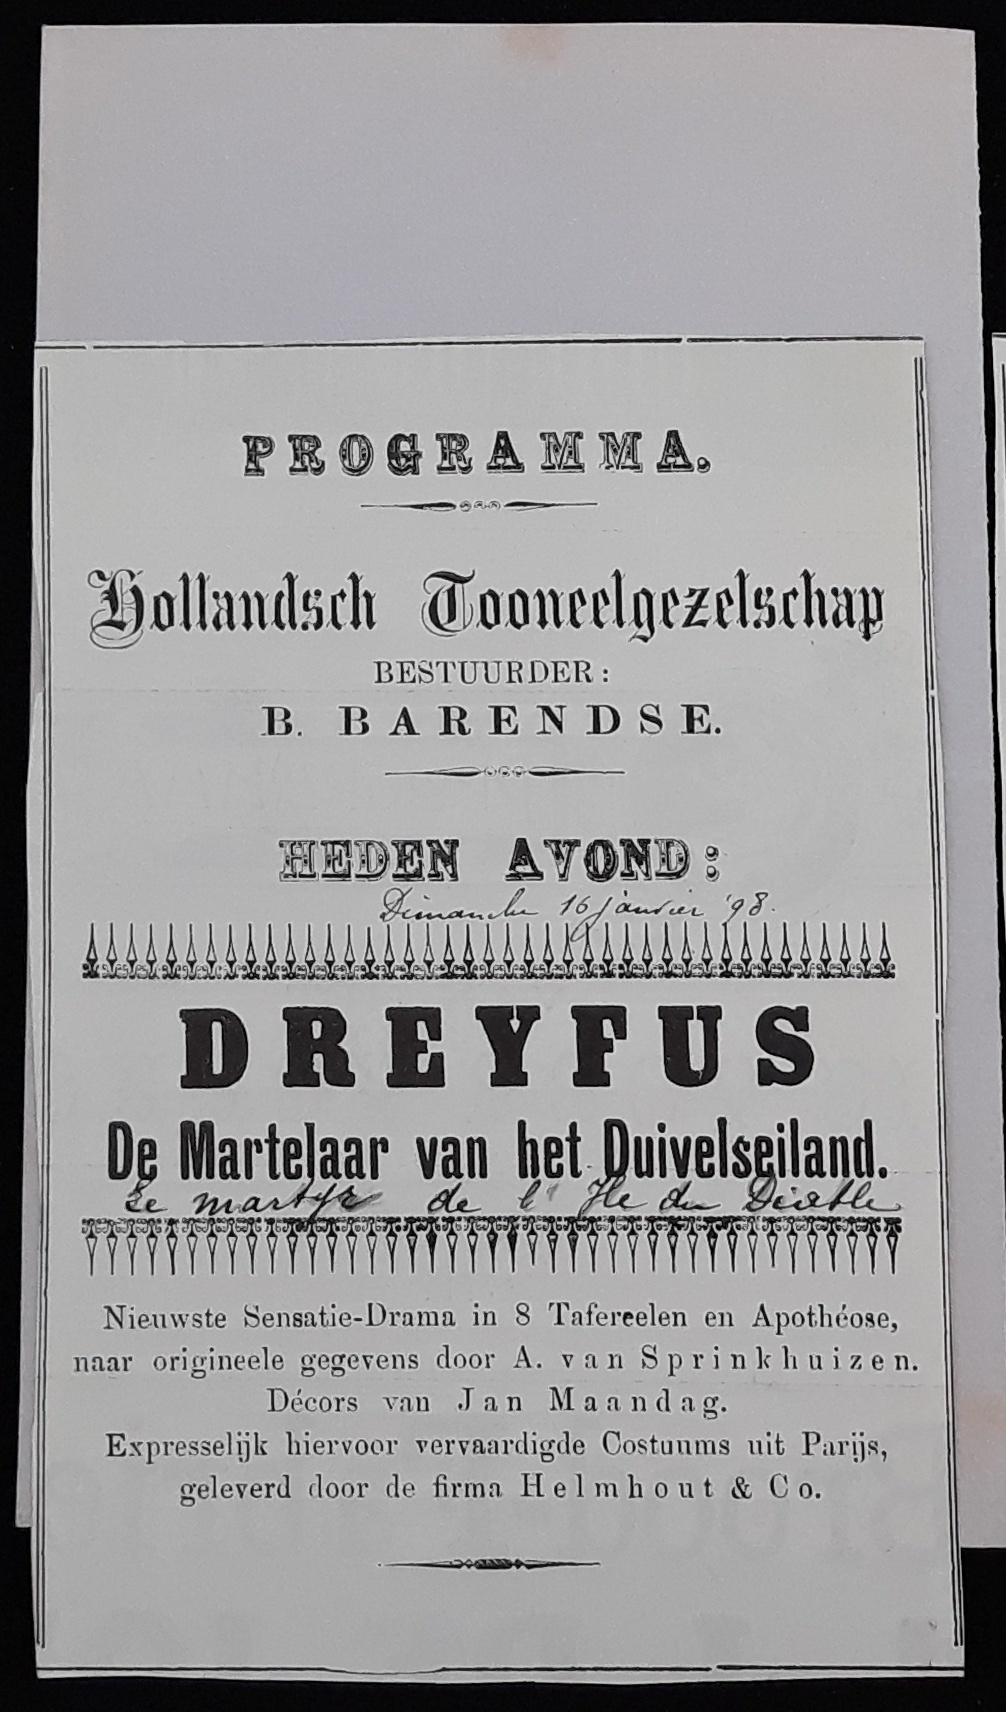 PROGRAMMA.
Hollandsch Tooneelgezelschap
BESTUURDER:
B. BARENDSE.
HEDEN AVOND:
Dimanche 16 janvier '98.
DREYFUS
De Martelaar van het Duivelseiland.
Le martyr de l'Ile du Diable
Nieuwste Sensatie-Drama in 8 Tafereelen en Apothéose,
naar origineele gegevens door A. van Sprinkhuizen.
Décors van Jan Maandag.
Expresselijk hiervoor vervaardigde Costuums uit Parijs,
geleverd door de firma Helmhout & Co.